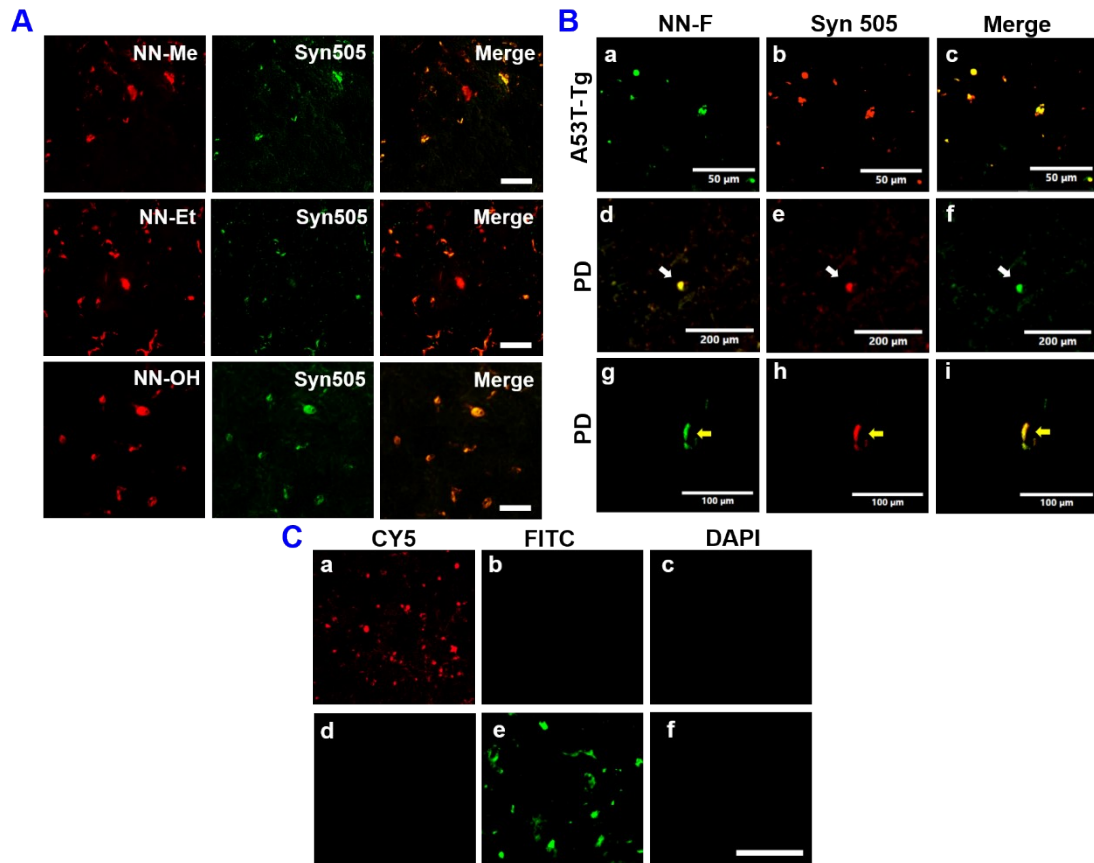 A
NN-Me Syn505 Merge
NN-Et Syn505 Merge
NN-OH Syn505 Merge
B
NN-F Syn 505 Merge
A53T-Tg
a b c
50 µm 50 µm 50 µm
PD
d e f
200 µm 200 µm 200 µm
PD
g h i
100 µm 100 µm 100 µm
C
CY5 FITC DAPI
a b c
d e f